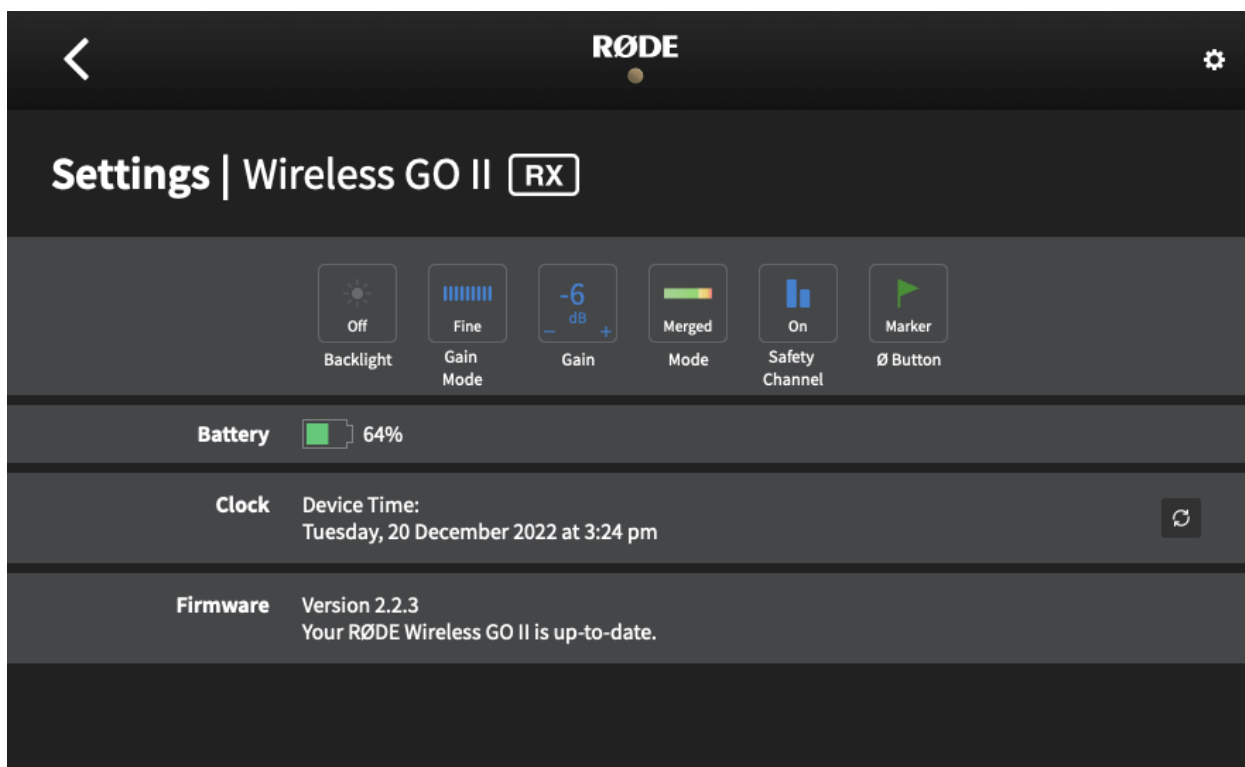 RØDE
Settings | Wireless GO II RX
Off
Backlight
Fine
Gain
Mode
-6
dB
– +
Gain
Merged
Mode
On
Safety
Channel
Marker
Ø Button
Battery 64%
Clock Device Time:
Tuesday, 20 December 2022 at 3:24 pm
Firmware Version 2.2.3
Your RØDE Wireless GO II is up-to-date.